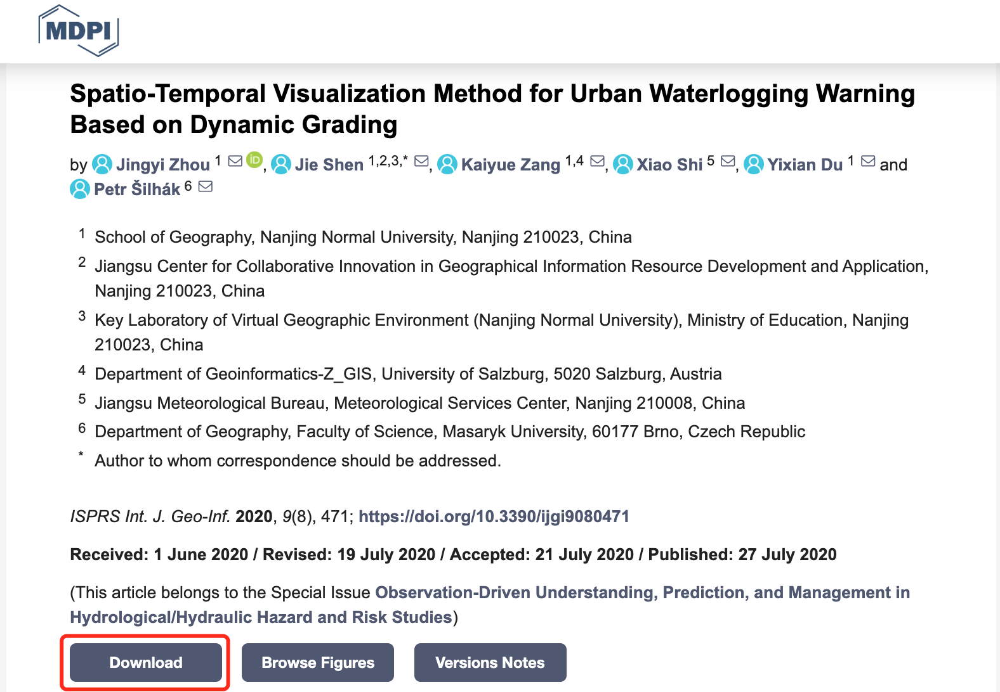 MDPI
Spatio-Temporal Visualization Method for Urban Waterlogging Warning
Based on Dynamic Grading
by Jingyi Zhou 1 iD, Jie Shen 1,2,3,* , Kaiyue Zang 1,4 , Xiao Shi 5 , Yixian Du 1 and
Petr Šilhák 6
1 School of Geography, Nanjing Normal University, Nanjing 210023, China
2 Jiangsu Center for Collaborative Innovation in Geographical Information Resource Development and Application,
Nanjing 210023, China
3 Key Laboratory of Virtual Geographic Environment (Nanjing Normal University), Ministry of Education, Nanjing
210023, China
4 Department of Geoinformatics-Z_GIS, University of Salzburg, 5020 Salzburg, Austria
5 Jiangsu Meteorological Bureau, Meteorological Services Center, Nanjing 210008, China
6 Department of Geography, Faculty of Science, Masaryk University, 60177 Brno, Czech Republic
* Author to whom correspondence should be addressed.
ISPRS Int. J. Geo-Inf. 2020, 9(8), 471; https://doi.org/10.3390/ijgi9080471
Received: 1 June 2020 / Revised: 19 July 2020 / Accepted: 21 July 2020 / Published: 27 July 2020
(This article belongs to the Special Issue Observation-Driven Understanding, Prediction, and Management in
Hydrological/Hydraulic Hazard and Risk Studies)
Download Browse Figures Versions Notes